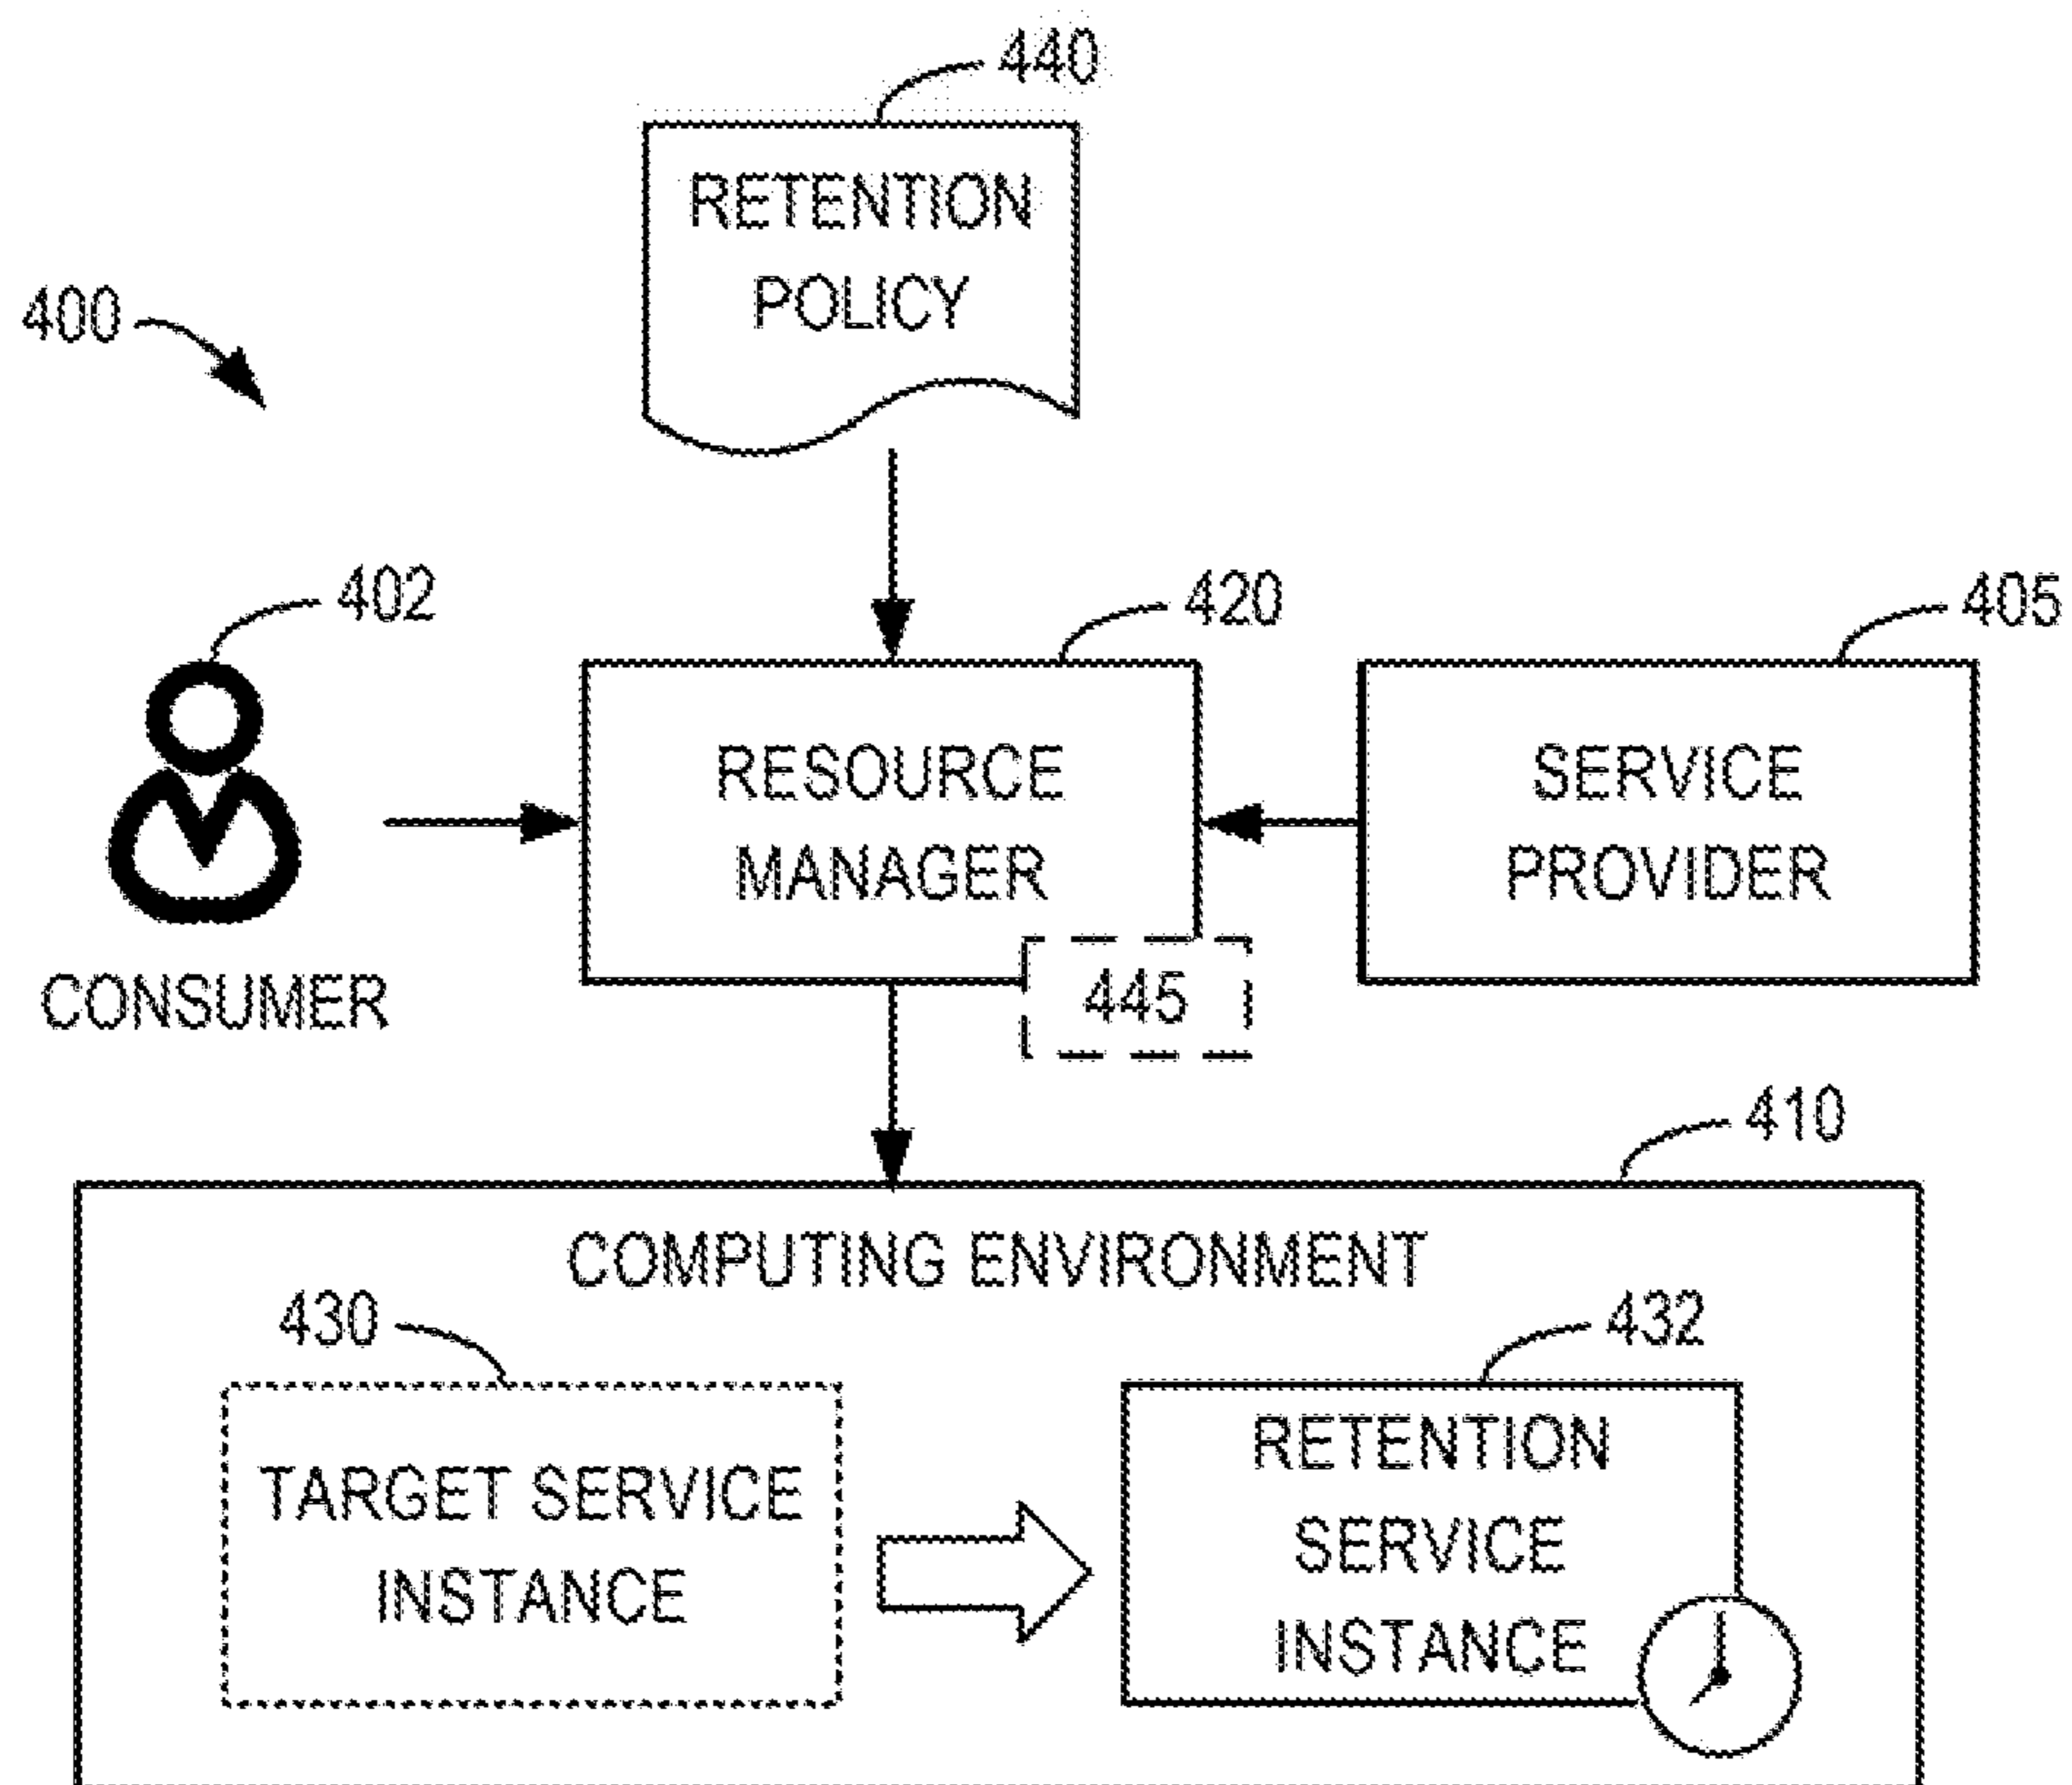 440
RETENTION
POLICY
400
402
420
405
RESOURCE
MANAGER
SERVICE
PROVIDER
CONSUMER
445
410
COMPUTING ENVIRONMENT
430
432
TARGET SERVICE
INSTANCE
RETENTION
SERVICE
INSTANCE